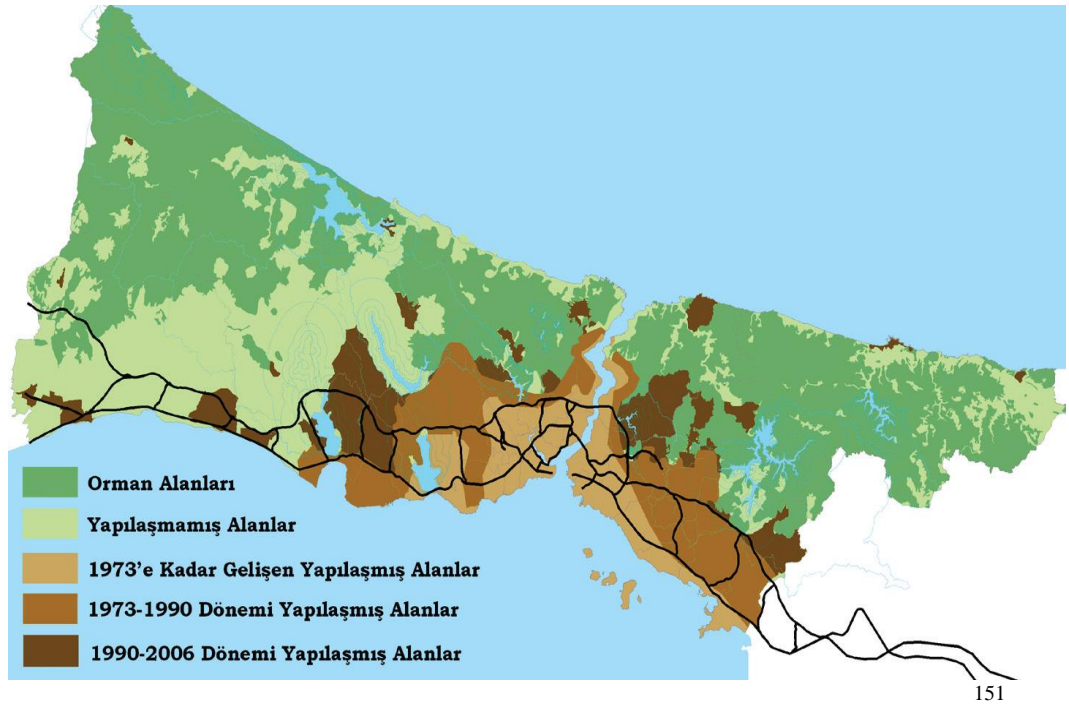 Orman Alanları
Yapılaşmamış Alanlar
1973'e Kadar Gelişen Yapılaşmış Alanlar
1973-1990 Dönemi Yapılaşmış Alanlar
1990-2006 Dönemi Yapılaşmış Alanlar
151